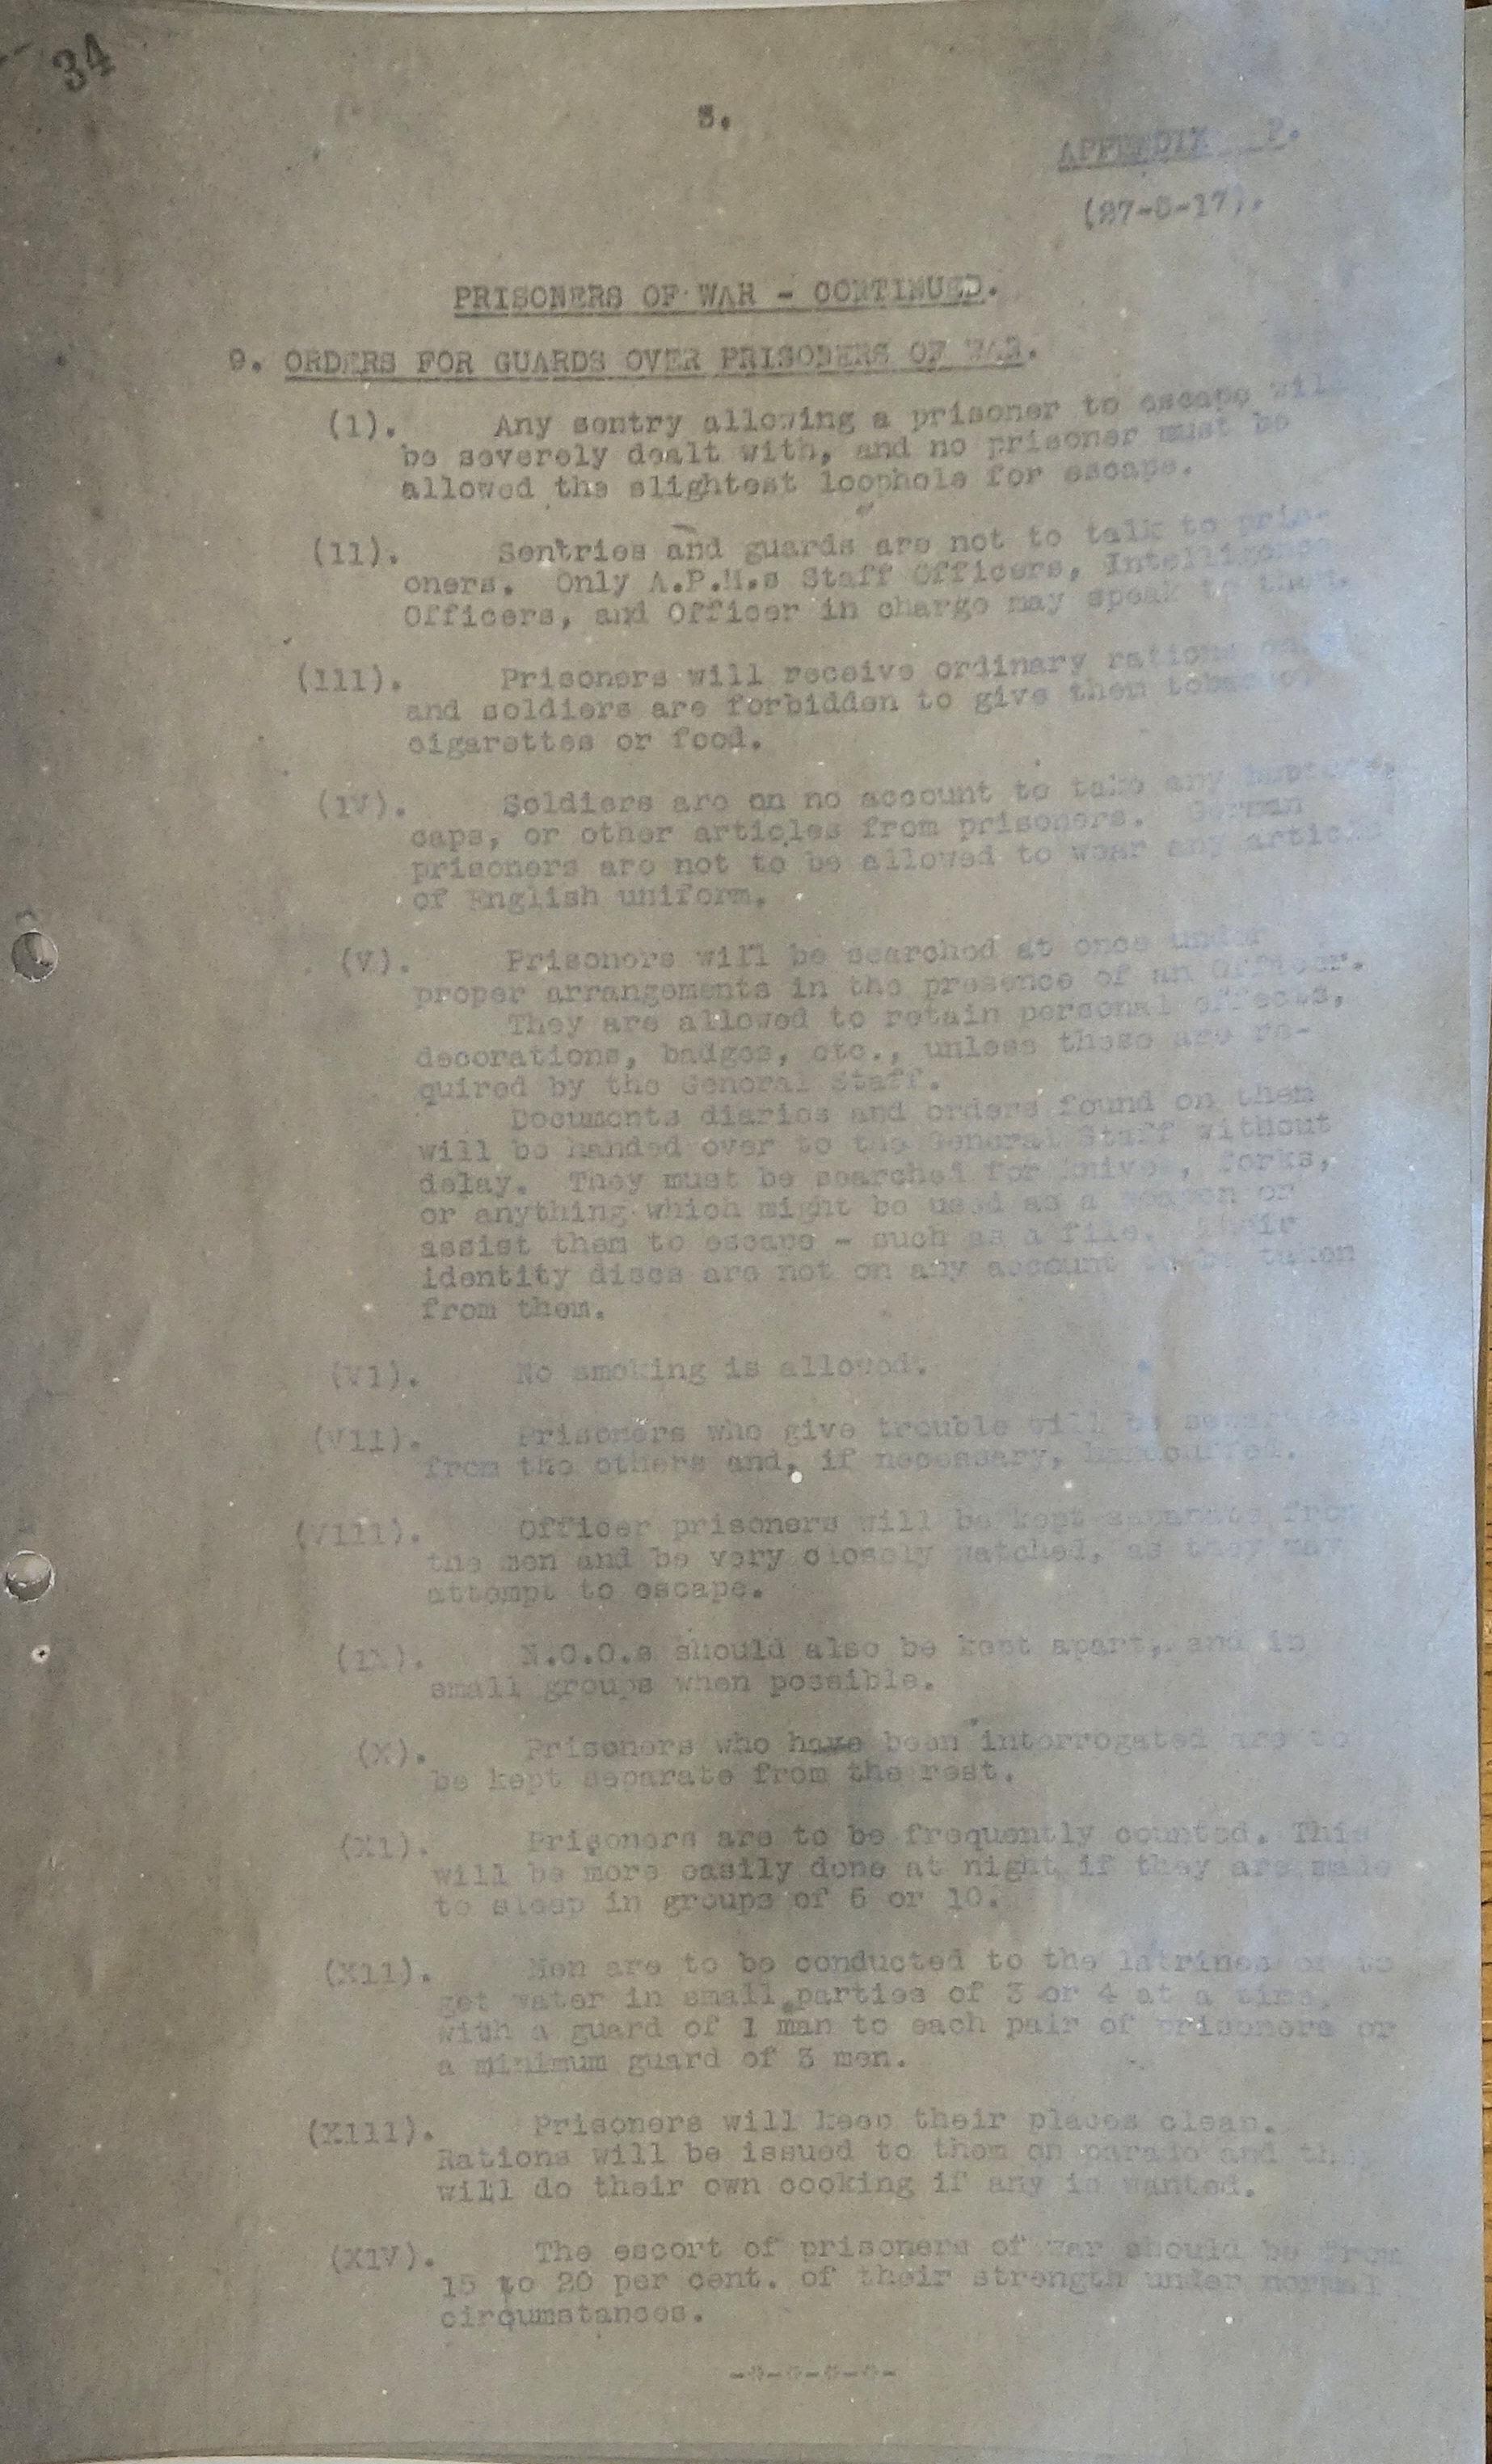 34
3.
APPENDIX P.
(27-5-17).
PRISONERS OF WAR - CONTINUED.
9. ORDERS FOR GUARDS OVER PRISONERS OF WAR.
(1). Any sentry allowing a prisoner to escape will
be severely dealt with, and no prisoner must be
allowed the slightest loophole for escape.
(11). Sentries and guards are not to talk to pris-
oners. Only A.P.M.s Staff Officers, Intelligence
Officers, and Officer in charge may speak to them.
(111). Prisoners will receive ordinary rations
and soldiers are forbidden to give them tobacco
cigarettes or food.
(1V). Soldiers are on no account to take any
caps, or other articles from prisoners. German
prisoners are not to be allowed to wear any article
of English uniform.
(V). Prisoners will be searched at once under
proper arrangements in the presence of an Officer.
They are allowed to retain personal effects,
decorations, badges, etc., unless these are re-
quired by the General Staff.
Documents diaries and orders found on them
will be handed over to the General Staff without
delay. They must be searched for knives, forks,
or anything which might be used as a weapon or
assist them to escape - such as a file. Their
identity discs are not on any account to be taken
from them.
(V1). No smoking is allowed.
(V11). Prisoners who give trouble will be
from the others and, if necessary, handcuffed.
(V111). Officer prisoners will be kept separate from
the men and be very closely watched, as they may
attempt to escape.
(1X). N.C.O.s should also be kept apart, and in
small groups when possible.
(X). Prisoners who have been interrogated are to
be kept separate from the rest.
(X1). Prisoners are to be frequently counted. This
will be more easily done at night if they are made
to sleep in groups of 5 or 10.
(X11). Men are to be conducted to the latrines or to
get water in small parties of 3 or 4 at a time,
with a guard of 1 man to each pair of prisoners or
a minimum guard of 3 men.
(X111). Prisoners will keep their places clean.
Rations will be issued to them on parade and they
will do their own cooking if any is wanted.
(X1V). The escort of prisoners of war should be from
15 to 20 per cent. of their strength under normal
circumstances.
-o-o-o-o-